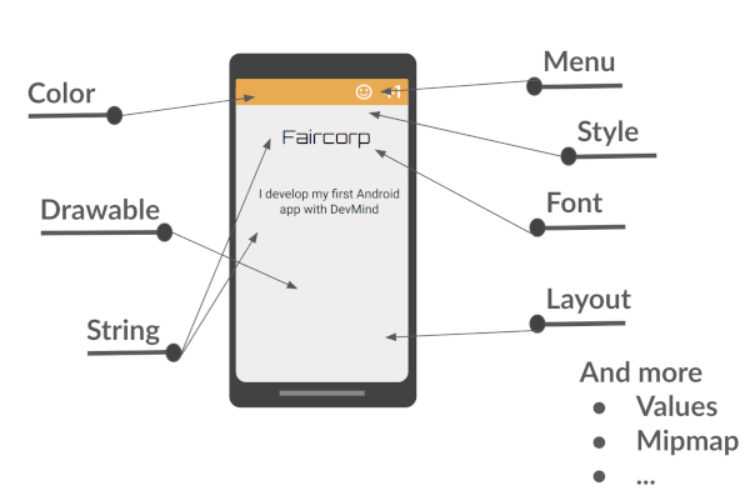 Color
Menu
Style
Faircorp
Drawable
I develop my first Android
app with DevMind
Font
String
Layout
And more
● Values
● Mipmap
● ...